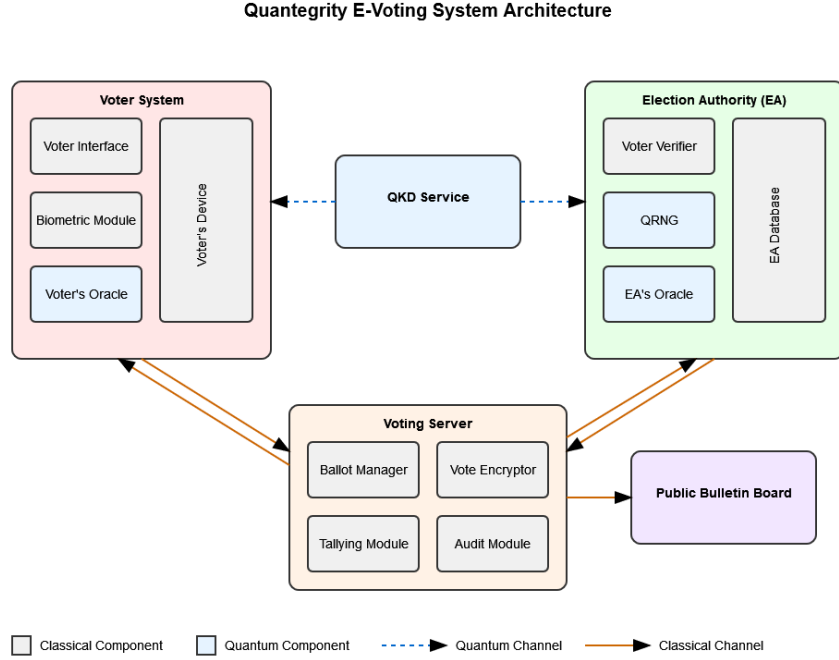 Quantegrity E-Voting System Architecture
Voter System
Voter Interface
Biometric Module
Voter's Oracle
Voter's Device
QKD Service
Election Authority (EA)
Voter Verifier
QRNG
EA's Oracle
EA Database
Voting Server
Ballot Manager
Vote Encryptor
Tallying Module
Audit Module
Public Bulletin Board
Classical Component
Quantum Component
Quantum Channel
Classical Channel